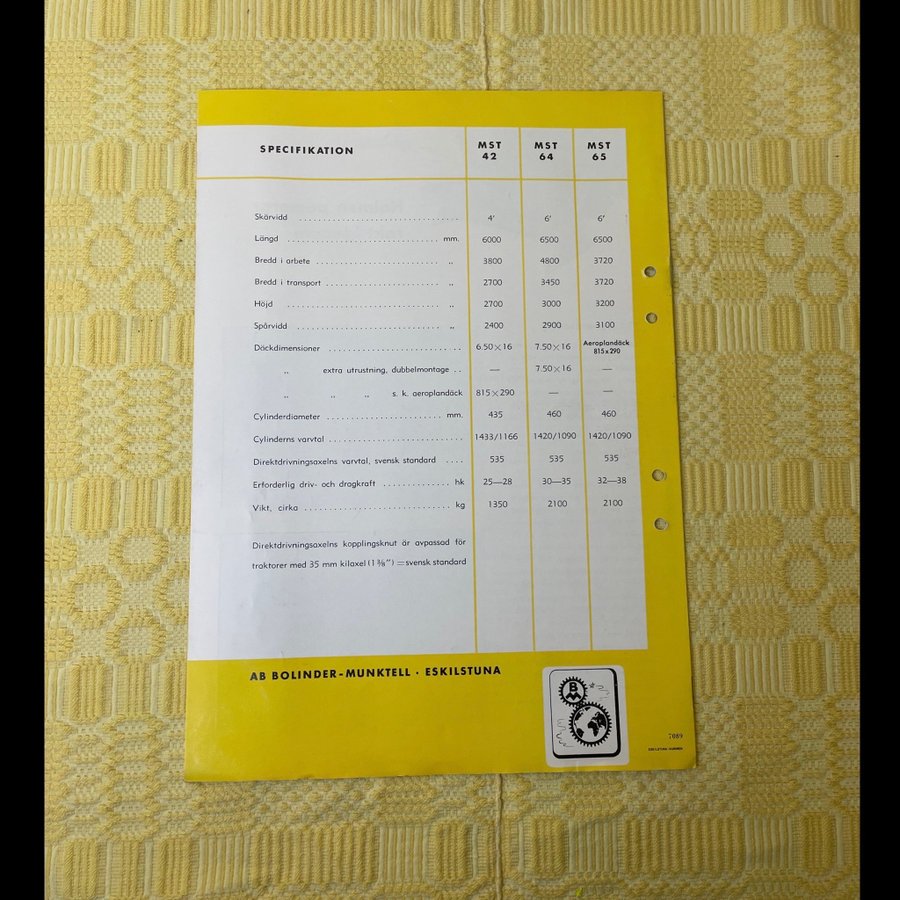 SPECIFIKATION MST 42 MST 64 MST 65
Skärvidd 4' 6' 6'
Längd mm. 6000 6500 6500
Bredd i arbete „ 3800 4800 3720
Bredd i transport „ 2700 3450 3720
Höjd „ 2700 3000 3200
Spårvidd „ 2400 2900 3100
Däckdimensioner 6.50×16 7.50×16 Aeroplandäck 815x290
„ extra utrustning, dubbelmontage — 7.50×16 —
„ „ „ s. k. aeroplandäck 815×290 — —
Cylinderdiameter mm. 435 460 460
Cylinderns varvtal 1433/1166 1420/1090 1420/1090
Direktdrivningsaxelns varvtal, svensk standard 535 535 535
Erforderlig driv- och dragkraft hk 25—28 30—35 32—38
Vikt, cirka kg 1350 2100 2100
Direktdrivningsaxelns kopplingsknut är avpassad för
traktorer med 35 mm kilaxel (1 3/8") = svensk standard
AB BOLINDER-MUNKTELL · ESKILSTUNA
B
M
7089